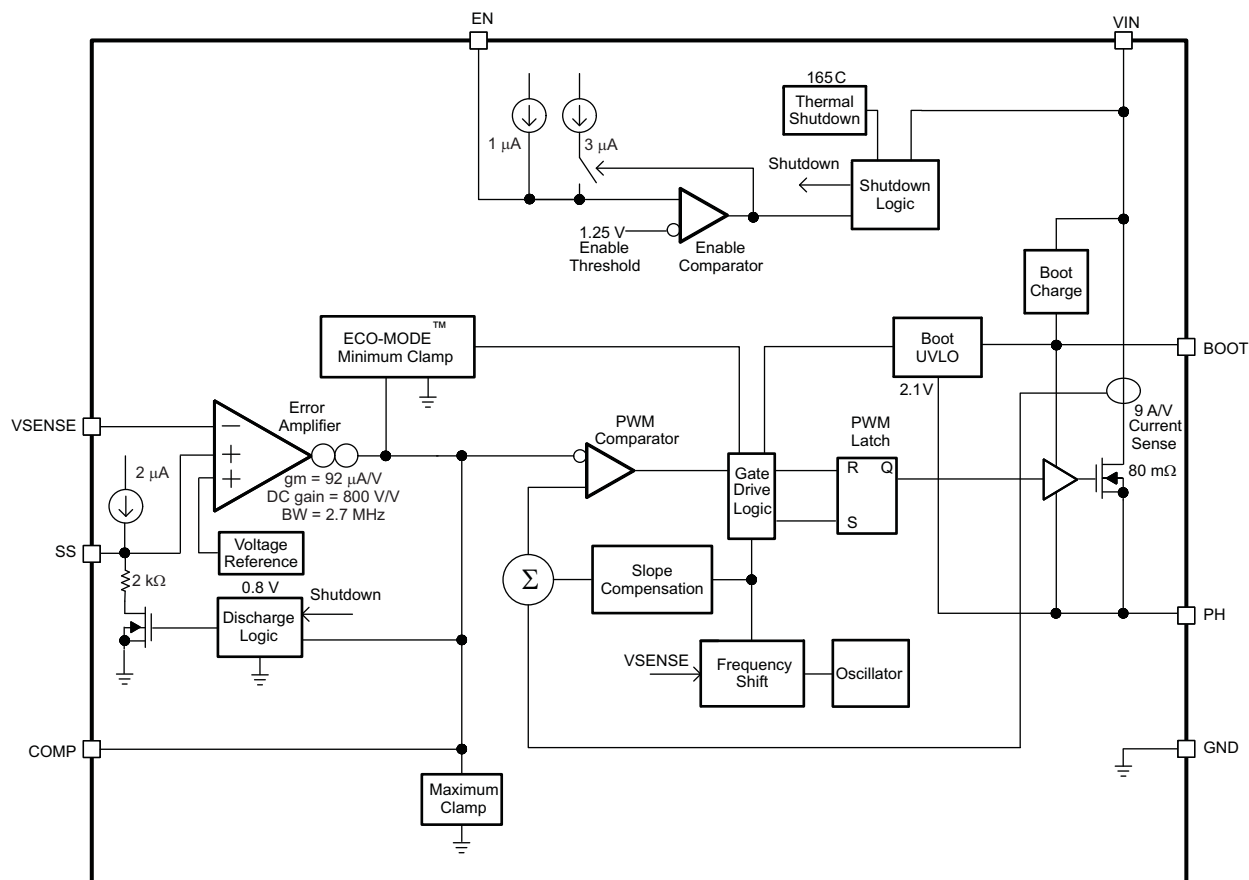 EN
VIN
165C
Thermal
Shutdown
1 μA
3 μA
Shutdown
Shutdown
Logic
1.25 V
Enable
Threshold
Enable
Comparator
Boot
Charge
ECO-MODE™
Minimum Clamp
Boot
UVLO
BOOT
2.1V
VSENSE
Error
Amplifier
PWM
Comparator
PWM
Latch
9 A/V
Current
Sense
80 mΩ
−
+
+
gm = 92 μA/V
DC gain = 800 V/V
BW = 2.7 MHz
2 μA
Gate
Drive
Logic
R
Q
S
SS
Voltage
Reference
2 kΩ
0.8 V
Shutdown
Σ
Slope
Compensation
Discharge
Logic
PH
VSENSE
Frequency
Shift
Oscillator
COMP
GND
Maximum
Clamp